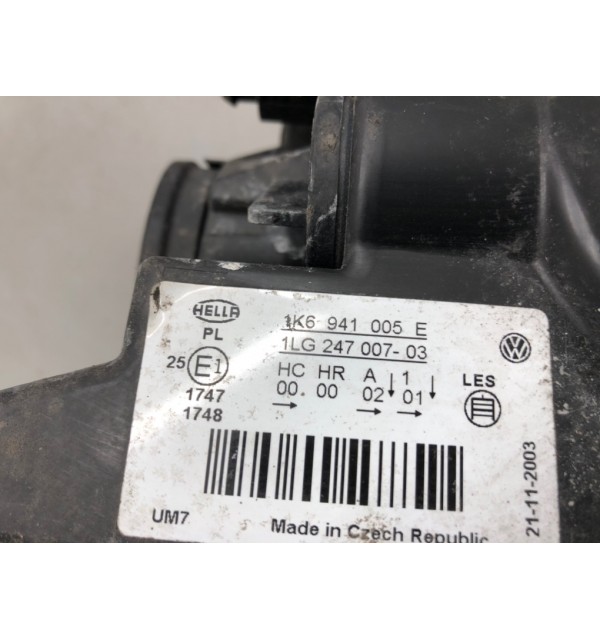 HELLA
PL
1K6 941 005 E
1LG 247 007-03
25 E1
1747
1748
HC HR A ↓ 1 ↓
00. 00 02 01
LES
21-11-2003
UM7
Made in Czech Republic